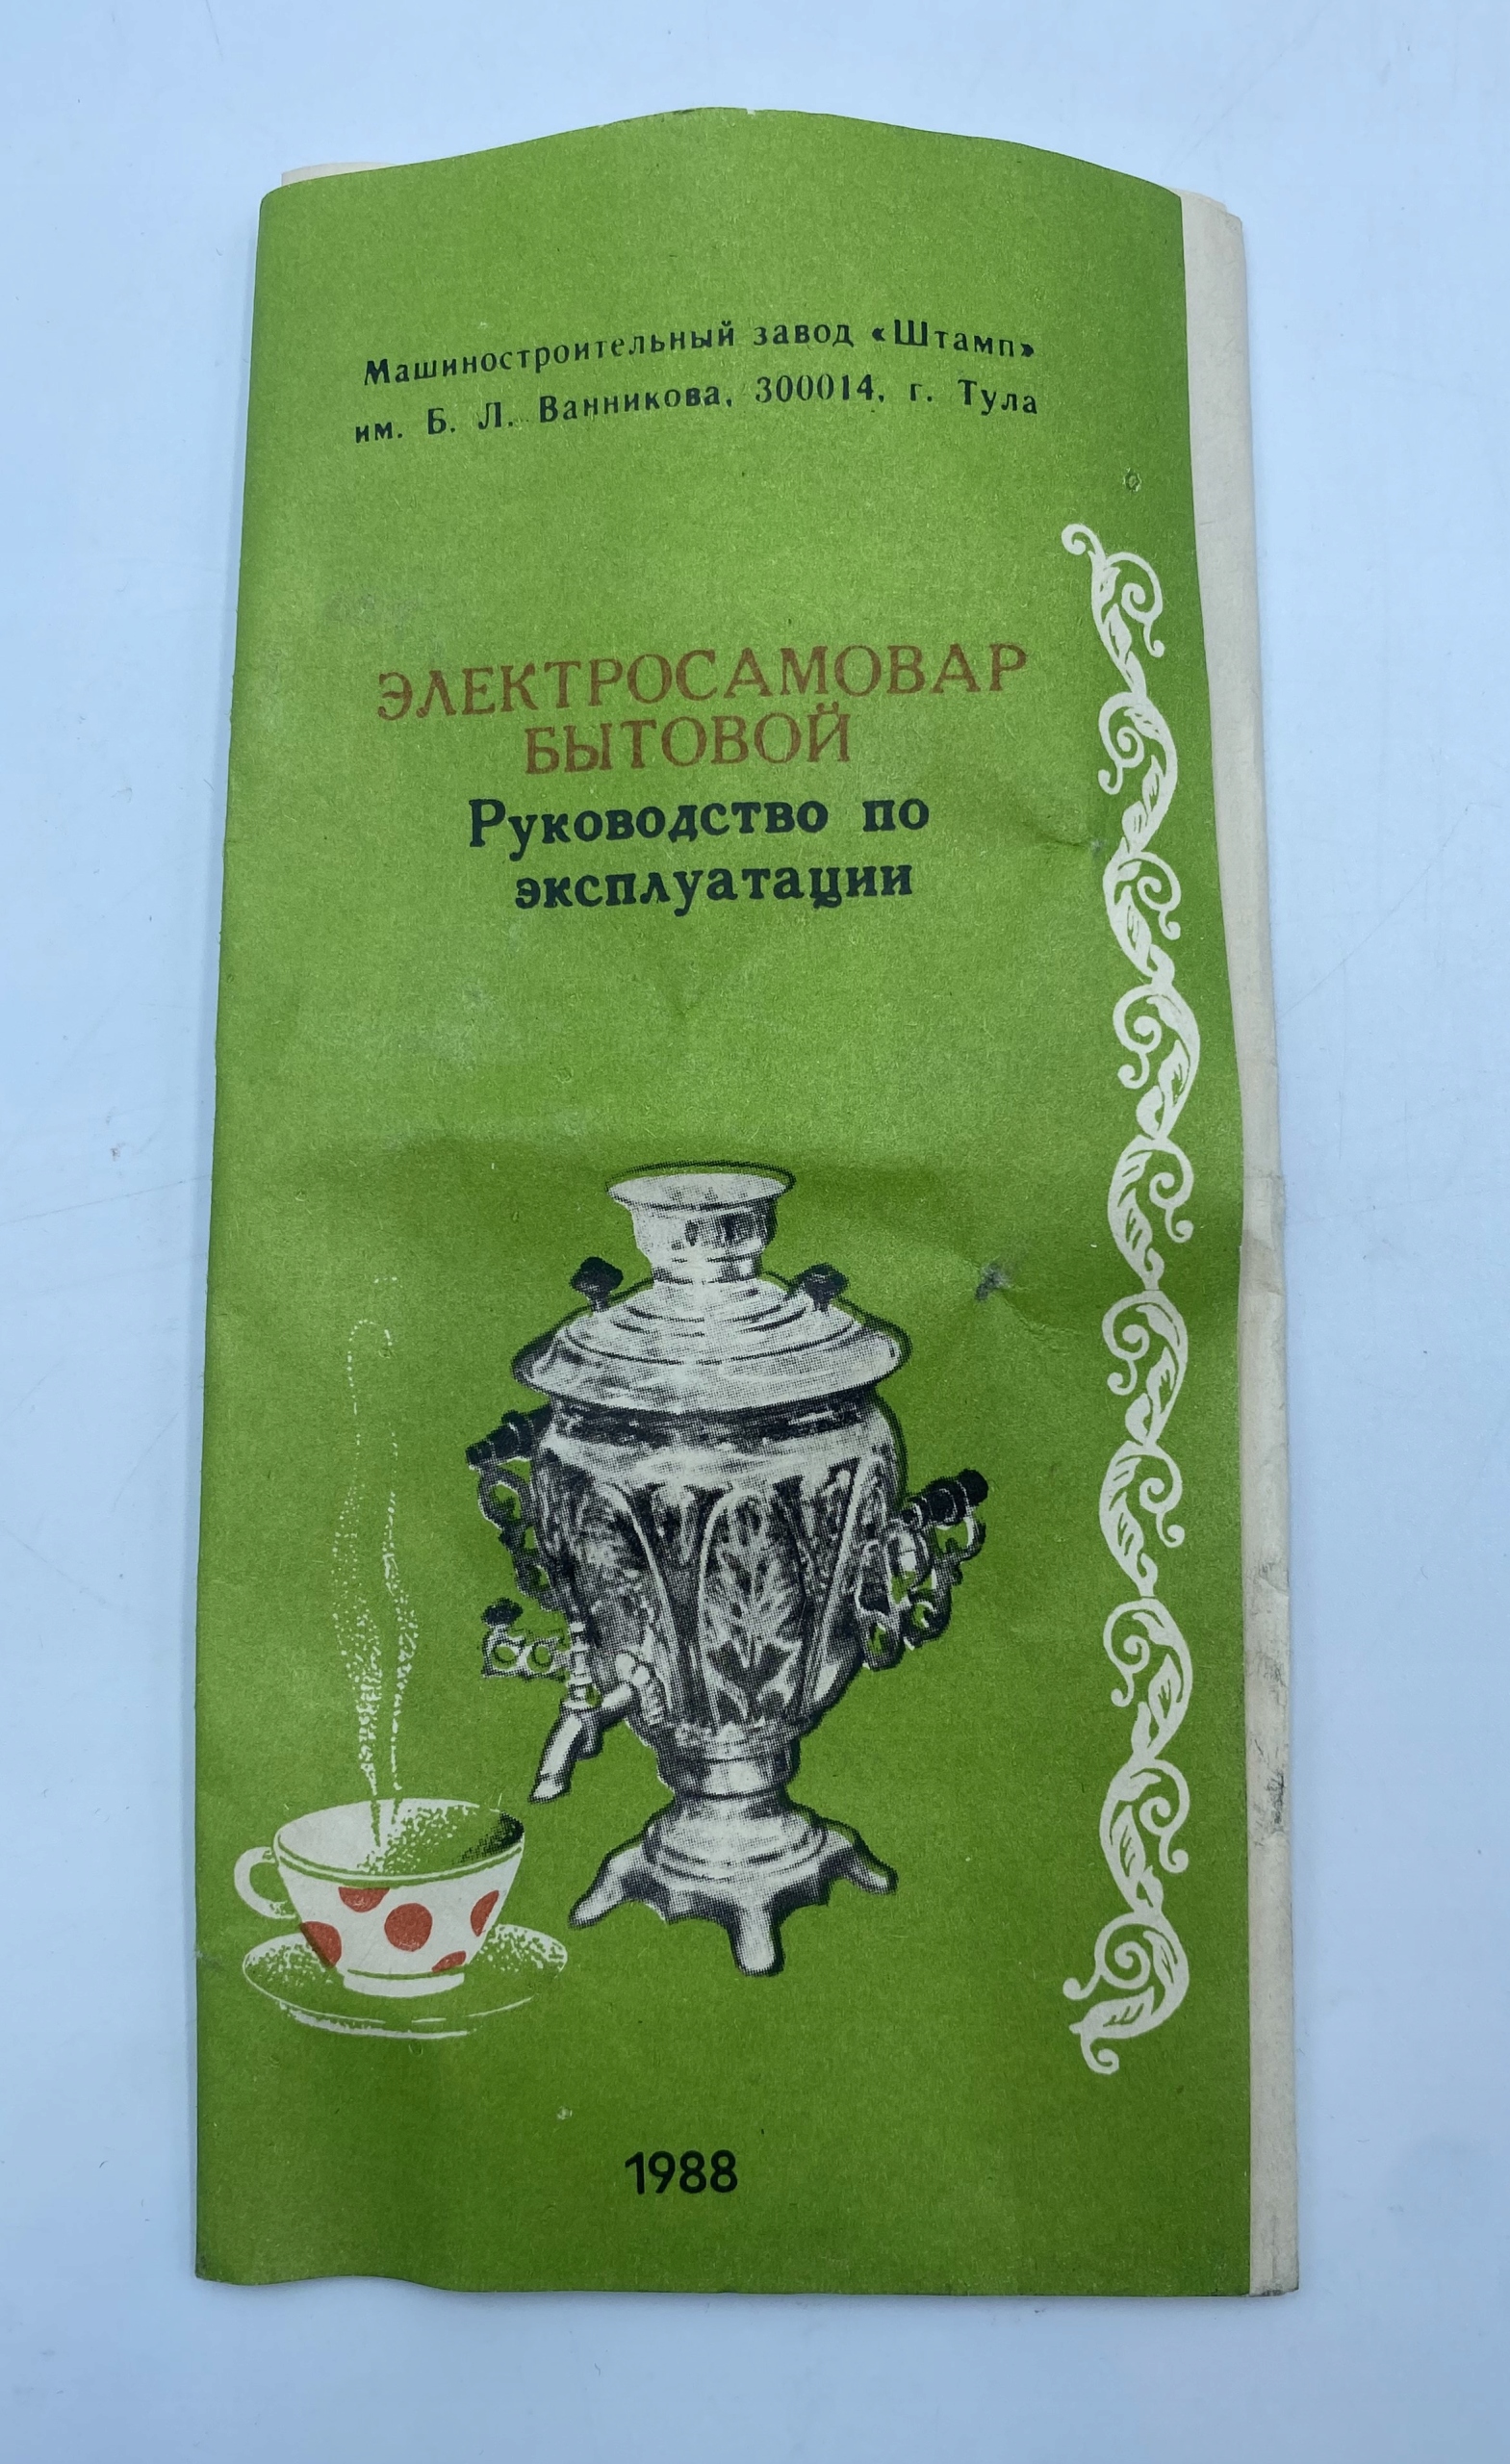 Машиностроительный завод «Штамп»
им. Б. Л. Ванникова, 300014, г. Тула
ЭЛЕКТРОСАМОВАР
БЫТОВОЙ
Руководство по
эксплуатации
1988